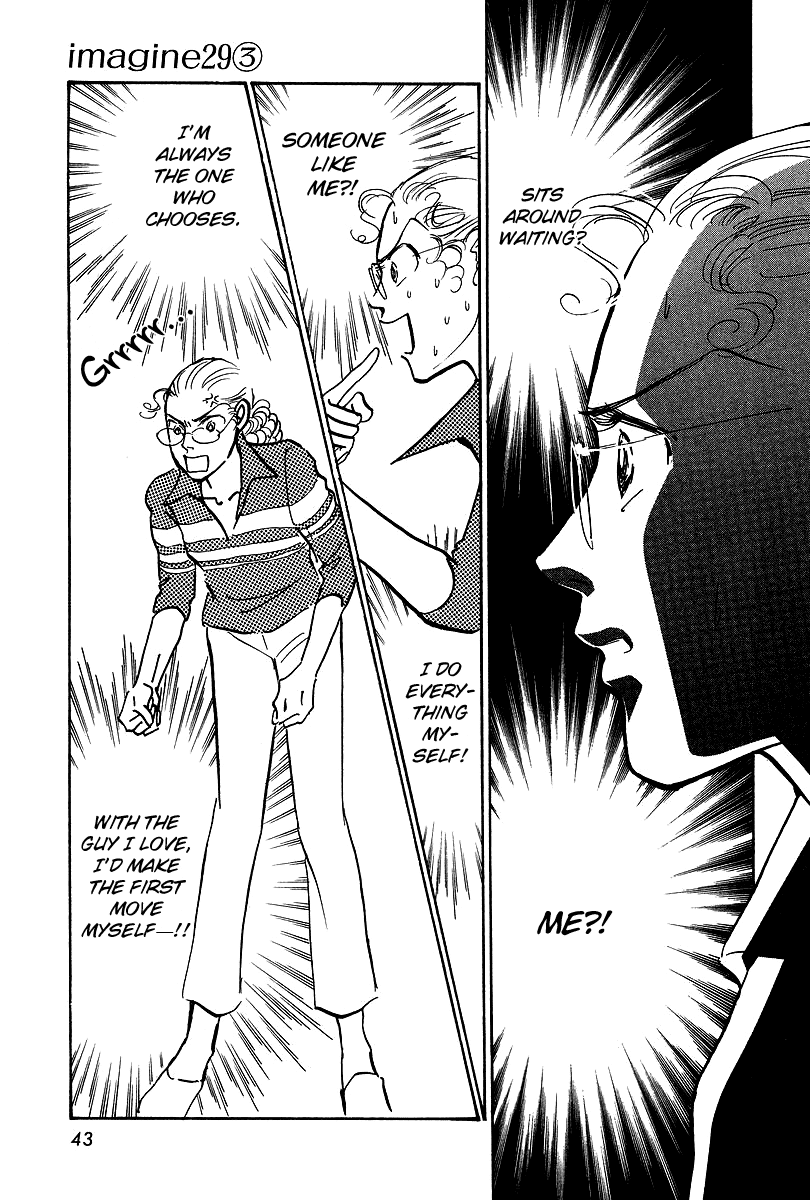 imagine29③
SITS
AROUND
WAITING?
ME?!
SOMEONE
LIKE
ME?!
I DO
EVERY-
THING
MY-
SELF!
I'M
ALWAYS
THE ONE
WHO
CHOOSES.
Grrrrr...
WITH THE
GUY I LOVE,
I'D MAKE
THE FIRST
MOVE
MYSELF—!!
43